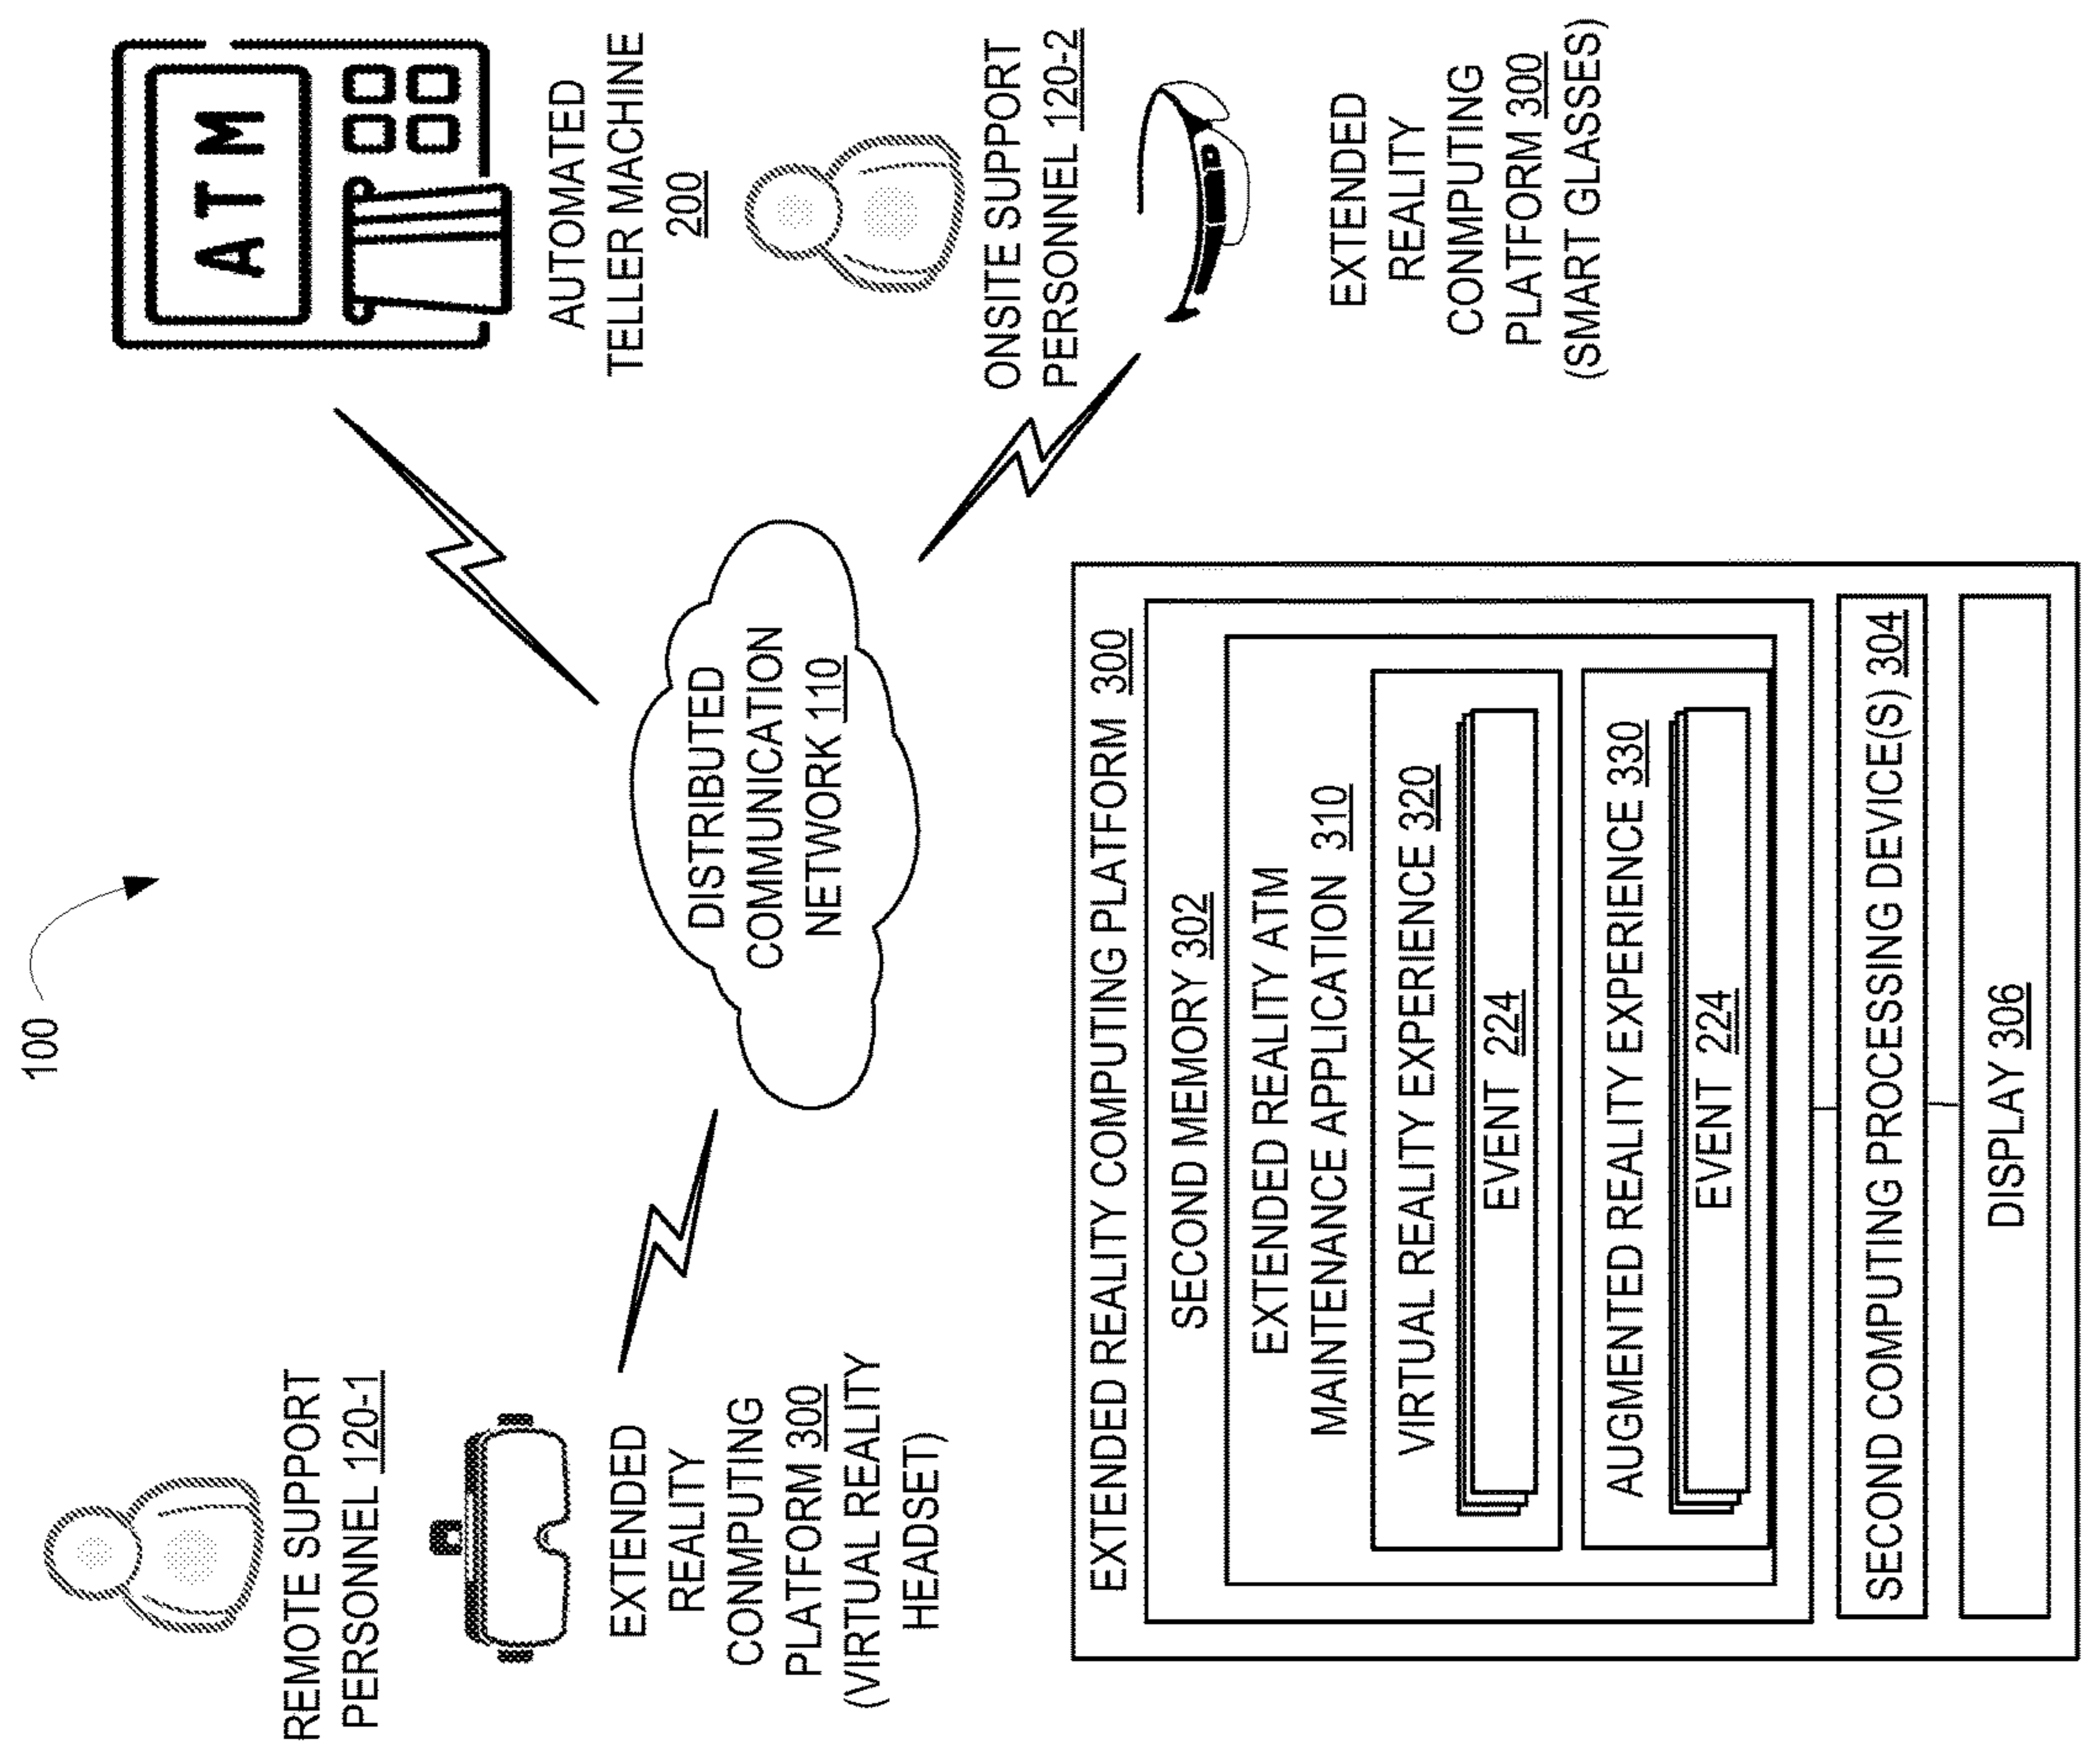 100
REMOTE SUPPORT
PERSONNEL 120-1
EXTENDED
REALITY
CONMPUTING
PLATFORM 300
(VIRTUAL REALITY
HEADSET)
DISTRIBUTED
COMMUNICATION
NETWORK 110
ATM
AUTOMATED
TELLER MACHINE
200
ONSITE SUPPORT
PERSONNEL 120-2
EXTENDED
REALITY
CONMPUTING
PLATFORM 300
(SMART GLASSES)
EXTENDED REALITY COMPUTING PLATFORM 300
SECOND MEMORY 302
EXTENDED REALITY ATM
MAINTENANCE APPLICATION 310
VIRTUAL REALITY EXPERIENCE 320
EVENT 224
AUGMENTED REALITY EXPERIENCE 330
EVENT 224
SECOND COMPUTING PROCESSING DEVICE(S) 304
DISPLAY 306